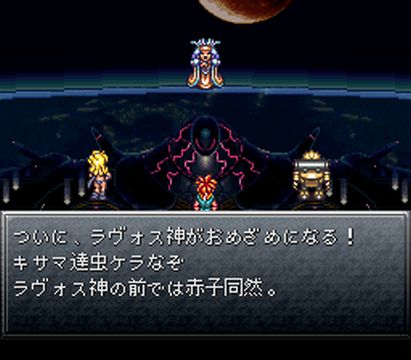 ついに、ラヴォス神がおめざめになる！
キサマ達虫ケラなぞ
ラヴォス神の前では赤子同然。